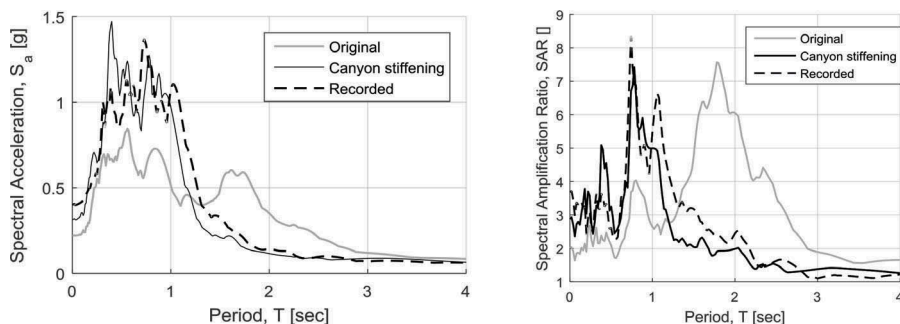 Spectral Acceleration, Sa [g]
1.5
1
0.5
0
0
1
2
3
4
Period, T [sec]
Original
Canyon stiffening
Recorded
Spectral Amplification Ratio, SAR []
9
8
7
6
5
4
3
2
1
0
1
2
3
4
Period, T [sec]
Original
Canyon stiffening
Recorded